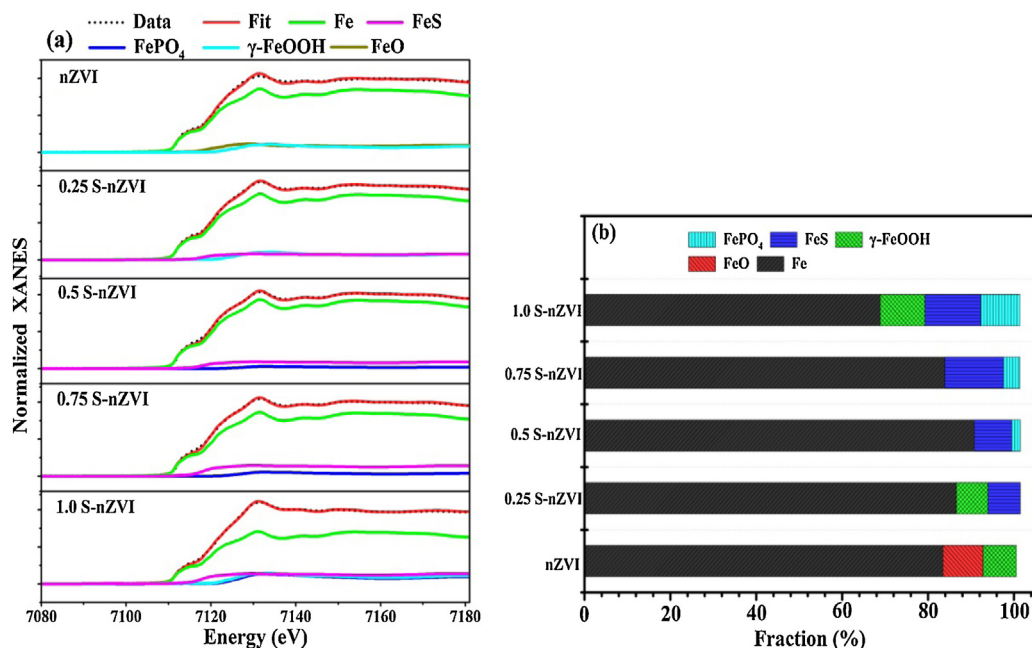 Data Fit Fe FeS
FePO₄ γ-FeOOH FeO
(a)
nZVI
0.25 S-nZVI
0.5 S-nZVI
0.75 S-nZVI
1.0 S-nZVI
Normalized XANES
7080 7100 7120 7140 7160 7180
Energy (eV)
(b)
FePO₄ FeS γ-FeOOH
FeO Fe
1.0 S-nZVI
0.75 S-nZVI
0.5 S-nZVI
0.25 S-nZVI
nZVI
0 20 40 60 80 100
Fraction (%)